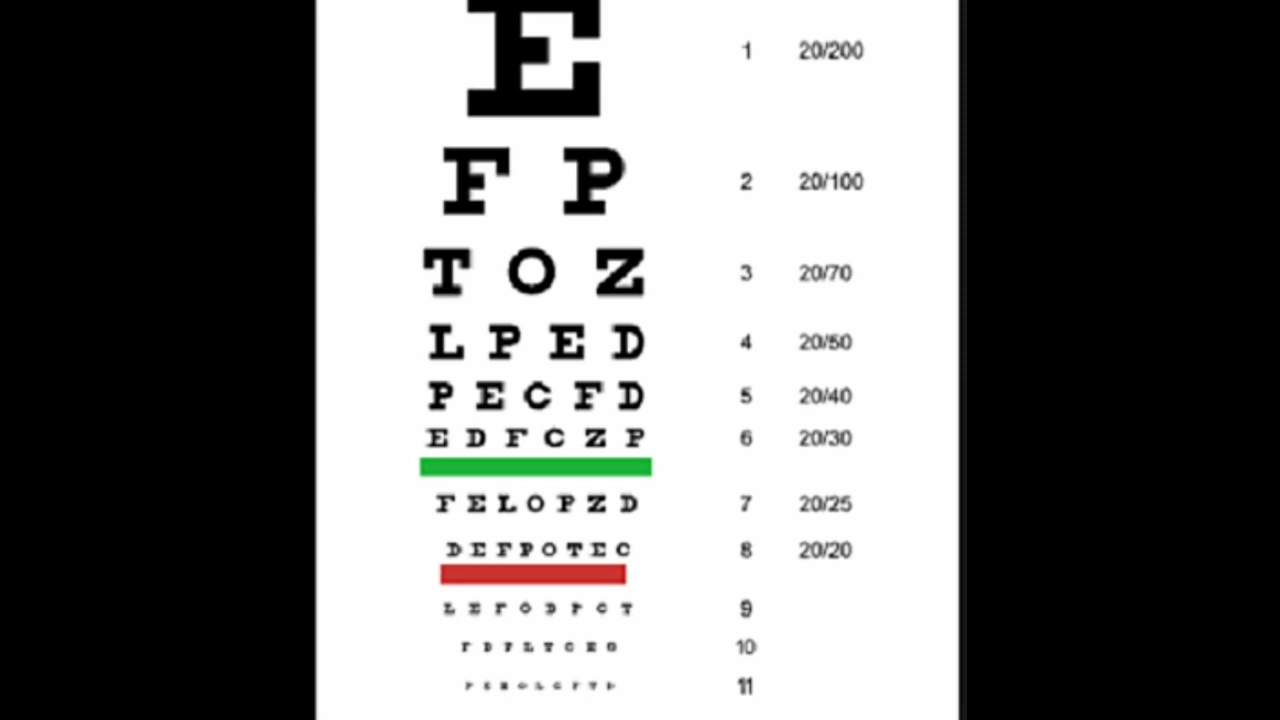 E 1 20/200
F P 2 20/100
T O Z 3 20/70
L P E D 4 20/50
P E C F D 5 20/40
E D F C Z P 6 20/30
F E L O P Z D 7 20/25
D E F P O T E C 8 20/20
L E F O D P C T 9
F D P L T C E O 10
11